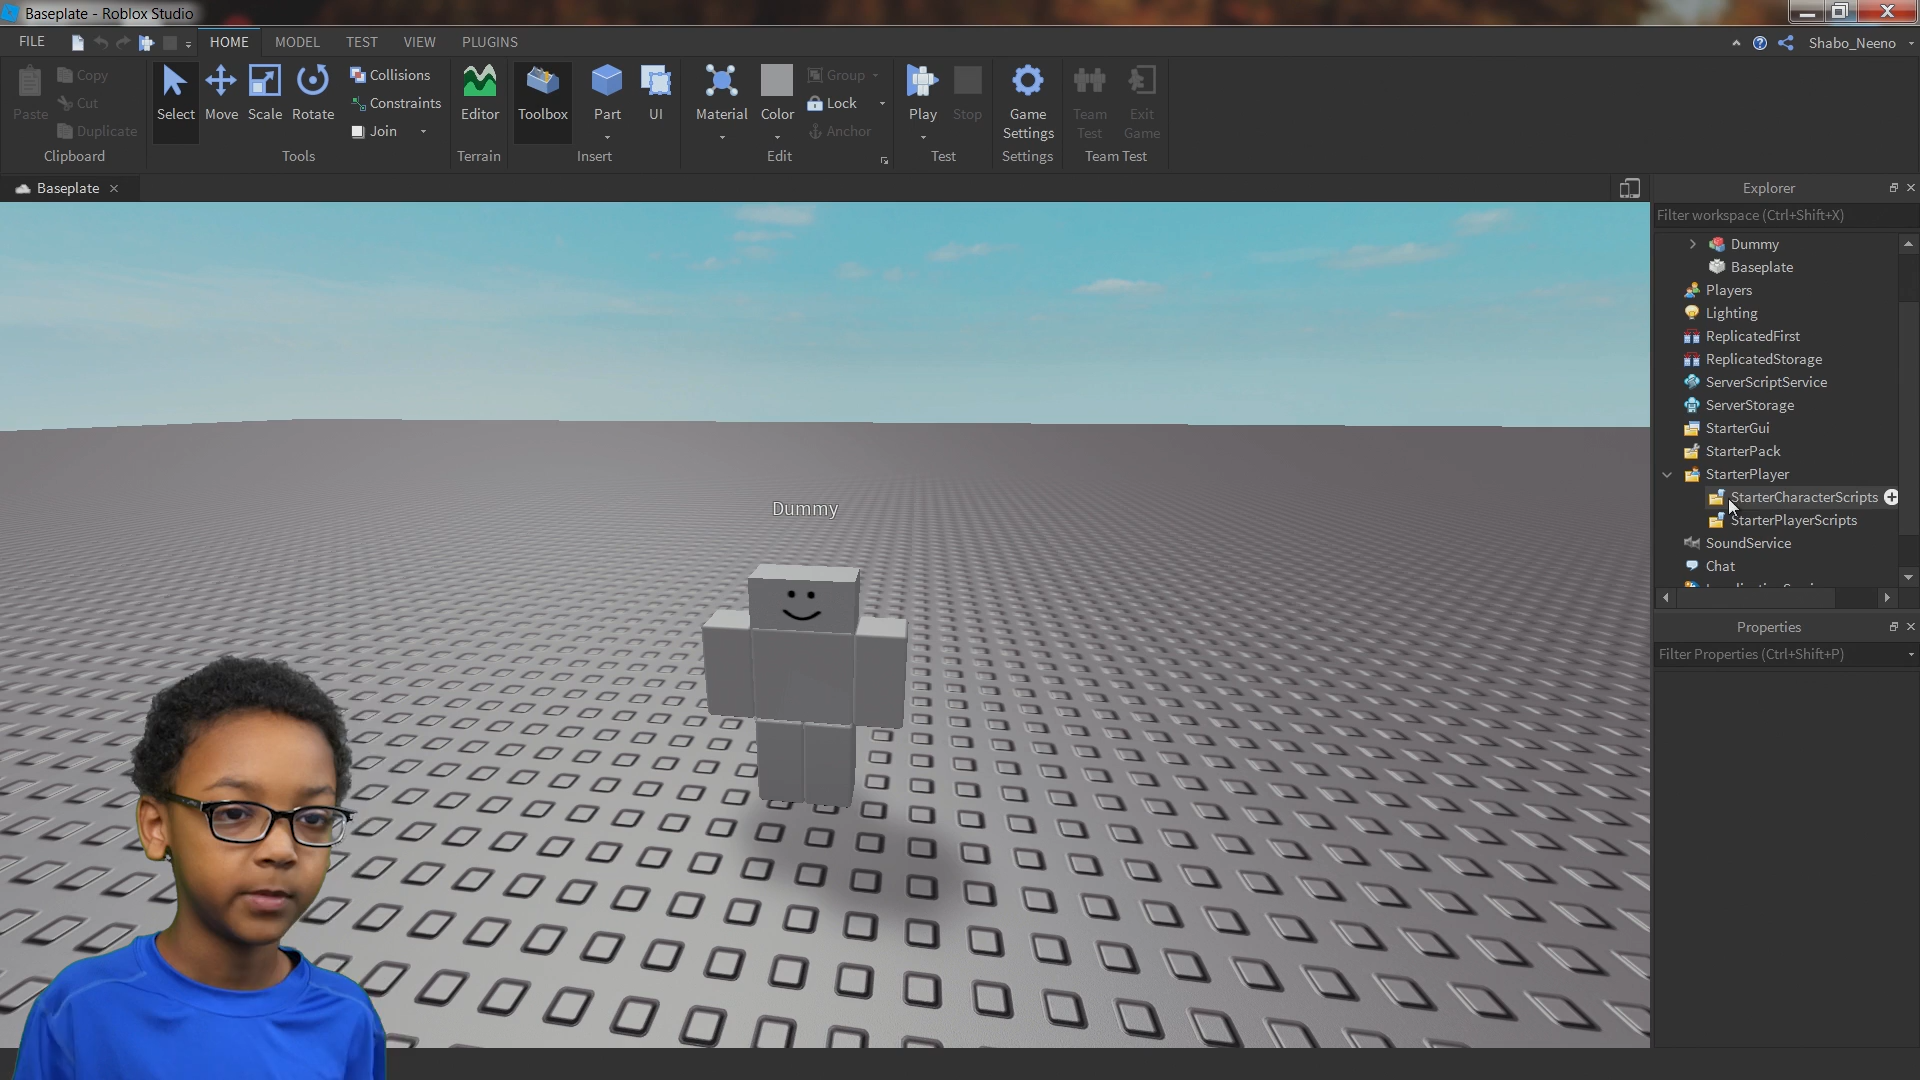 Baseplate - Roblox Studio
FILE HOME MODEL TEST VIEW PLUGINS Shabo_Neeno
Paste Copy Cut Duplicate
Clipboard
Select Move Scale Rotate Collisions Constraints Join
Tools
Editor
Terrain
Toolbox Part UI
Insert
Material Color Group Lock Anchor
Edit
Play Stop
Test
Game Settings
Settings
Team Test Exit Game
Team Test
Baseplate
Explorer
Filter workspace (Ctrl+Shift+X)
Dummy
Baseplate
Players
Lighting
ReplicatedFirst
ReplicatedStorage
ServerScriptService
ServerStorage
StarterGui
StarterPack
StarterPlayer
StarterCharacterScripts
StarterPlayerScripts
SoundService
Chat
Properties
Filter Properties (Ctrl+Shift+P)
Dummy